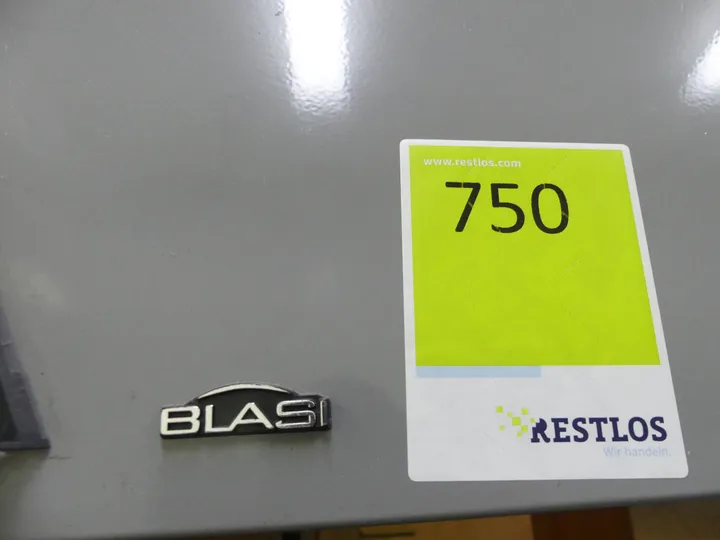 www.restlos.com
750
BLASI
RESTLOS
Wir handeln.